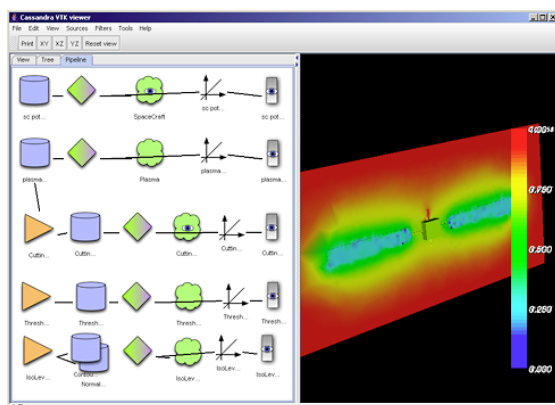 Cassandra VTK viewer
File Edit View Sources Filters Tools Help
Print XY XZ YZ Reset view
View Tree Pipeline
sc pot... SpaceCraft sc pot... sc pot...
plasma... Plasma plasma... plasma...
Cuttin... Cuttin... Cuttin... Cuttin... Cuttin...
Thresh... Thresh... Thresh... Thresh... Thresh...
IsoLev... Contou... IsoLev... IsoLev... IsoLev...
Normal...
0.750
0.500
0.250
0.000